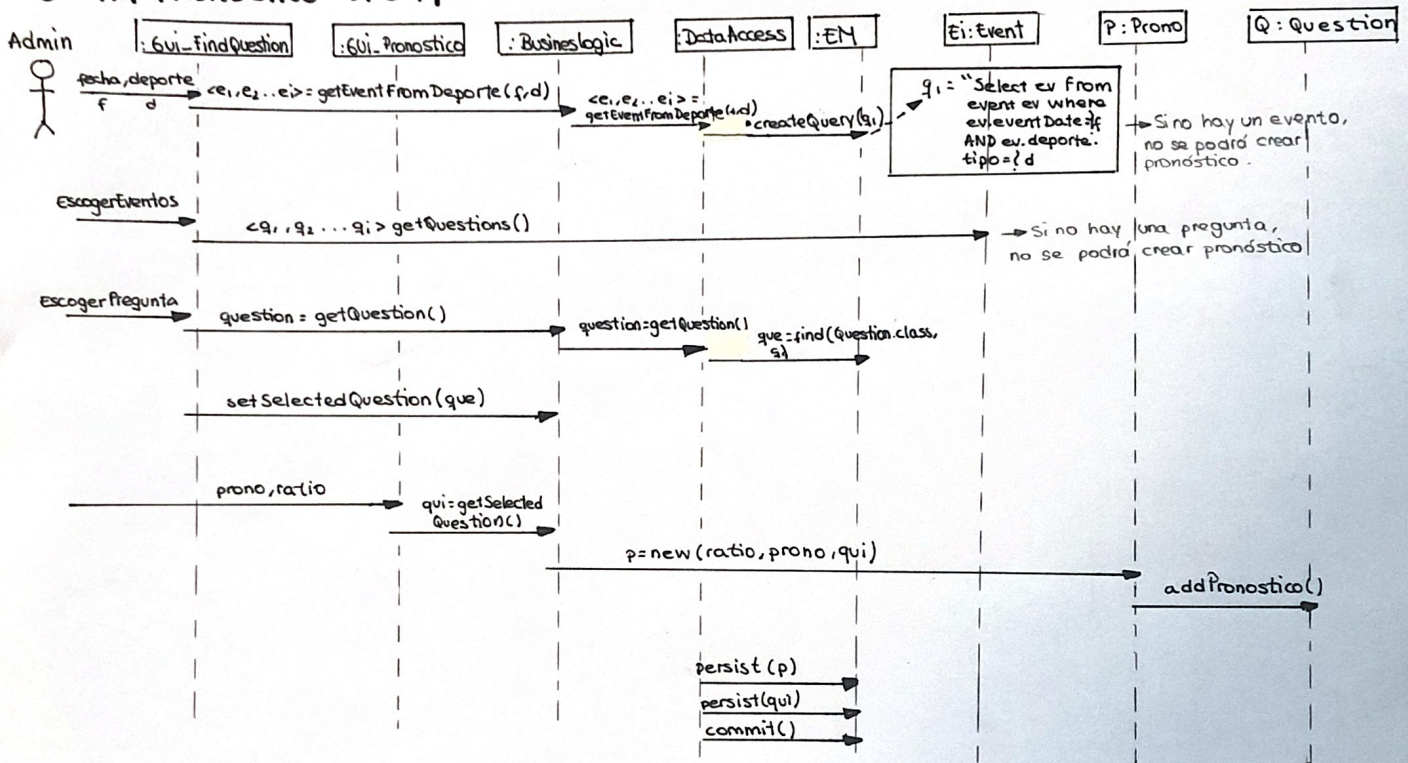 Admin
:Gui_FindQuestion
:Gui_Pronostico
:Busineslogic
:DataAccess
:EM
Ei:Event
P:Prono
Q:Question
fecha,deporte
f d
<e1,e2..ei>=getEventFromDeporte(f,d)
<e1,e2..ei>=
getEventFromDeporte(f,d)
createQuery(q1)
q1="Select ev From
event ev where
ev.eventDate=?f
AND ev.deporte.
tipo=?d
Si no hay un evento,
no se podrá crear
pronóstico.
EscogerEventos
<q1,q2...qi>getQuestions()
Si no hay una pregunta,
no se podrá crear pronóstico
EscogerPregunta
question = getQuestion()
question=getQuestion()
que=find(Question.class,
q)
setSelectedQuestion(que)
prono,ratio
qui=getSelected
Question()
p=new(ratio,prono,qui)
addPronostico()
persist(p)
persist(qui)
commit()